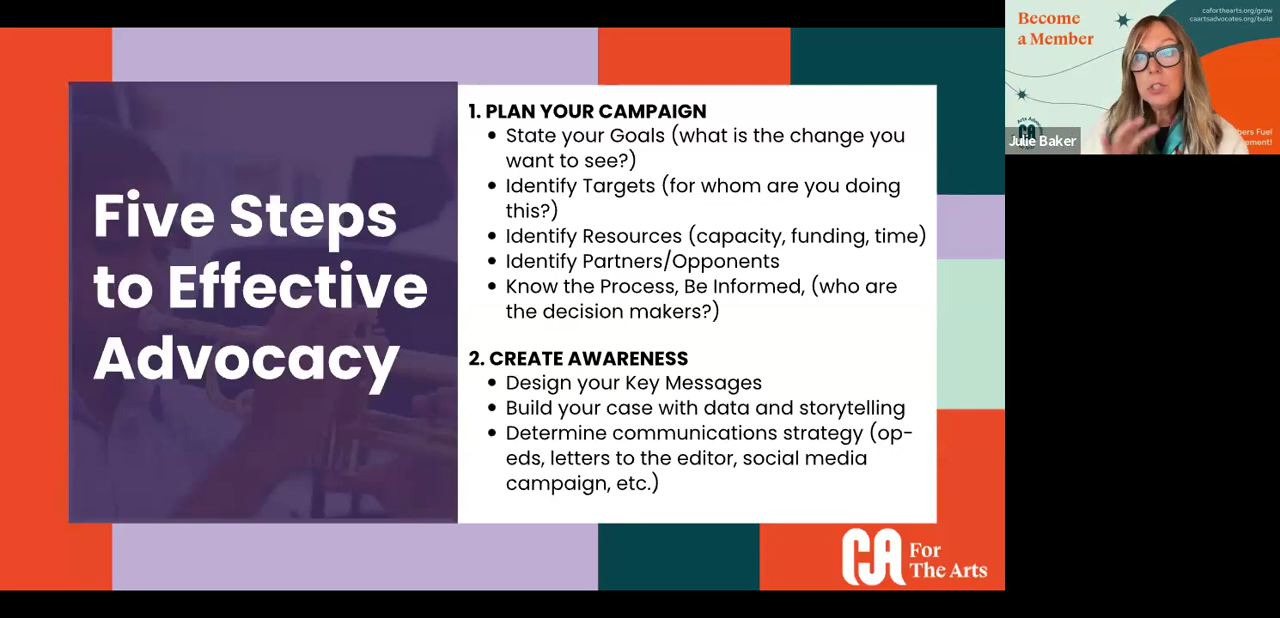 Five Steps
to Effective
Advocacy
1. PLAN YOUR CAMPAIGN
• State your Goals (what is the change you
want to see?)
• Identify Targets (for whom are you doing
this?)
• Identify Resources (capacity, funding, time)
• Identify Partners/Opponents
• Know the Process, Be Informed, (who are
the decision makers?)
2. CREATE AWARENESS
• Design your Key Messages
• Build your case with data and storytelling
• Determine communications strategy (op-
eds, letters to the editor, social media
campaign, etc.)
CA For
The Arts
Become
a Member
caforthearts.org/grow
caartsadvocates.org/build
Julie Baker